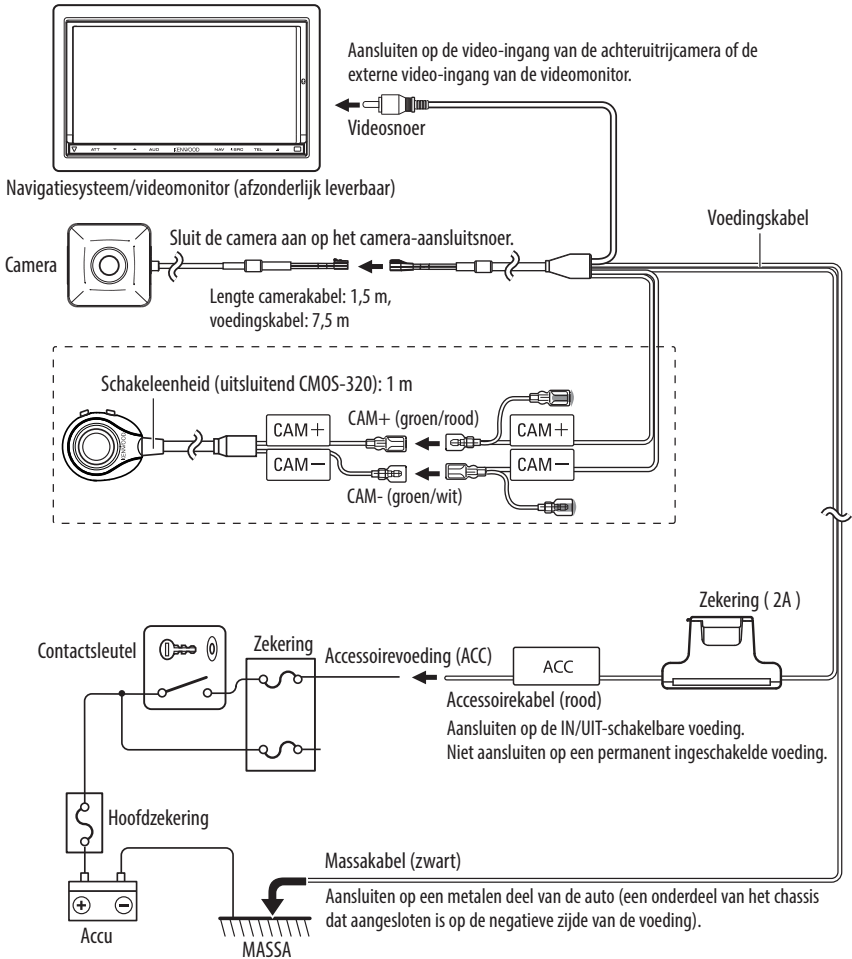 Aansluiten op de video-ingang van de achteruitrijcamera of de
externe video-ingang van de videomonitor.
Videosnoer
ATT
AUD
KENWOOD
NAV
SRC
TEL
Navigatiesysteem/videomonitor (afzonderlijk leverbaar)
Voedingskabel
Sluit de camera aan op het camera-aansluitsnoer.
Camera
Lengte camerakabel: 1,5 m,
voedingskabel: 7,5 m
Schakeleenheid (uitsluitend CMOS-320): 1 m
CAM+ (groen/rood)
CAM+
CAM+
CAM−
CAM−
CAM- (groen/wit)
KENWOOD
Zekering ( 2A )
Contactsleutel
Zekering
Accessoirevoeding (ACC)
ACC
Accessoirekabel (rood)
Aansluiten op de IN/UIT-schakelbare voeding.
Niet aansluiten op een permanent ingeschakelde voeding.
Hoofdzekering
Massakabel (zwart)
Aansluiten op een metalen deel van de auto (een onderdeel van het chassis
dat aangesloten is op de negatieve zijde van de voeding).
+ −
Accu
MASSA